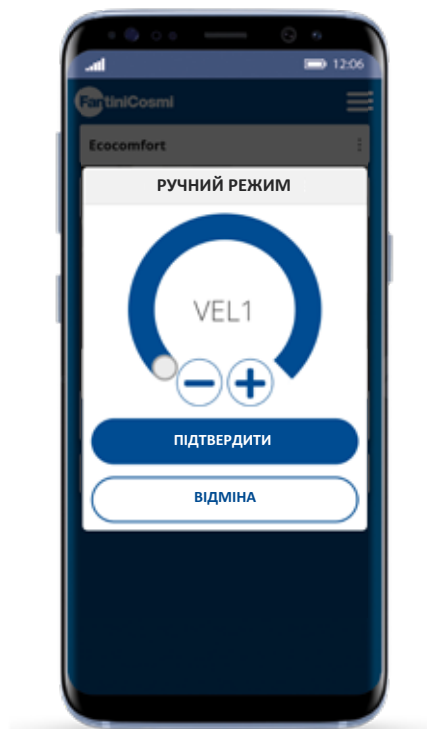 12:06
FantiniCosmi
Ecocomfort
РУЧНИЙ РЕЖИМ
VEL1
ПІДТВЕРДИТИ
ВІДМІНА